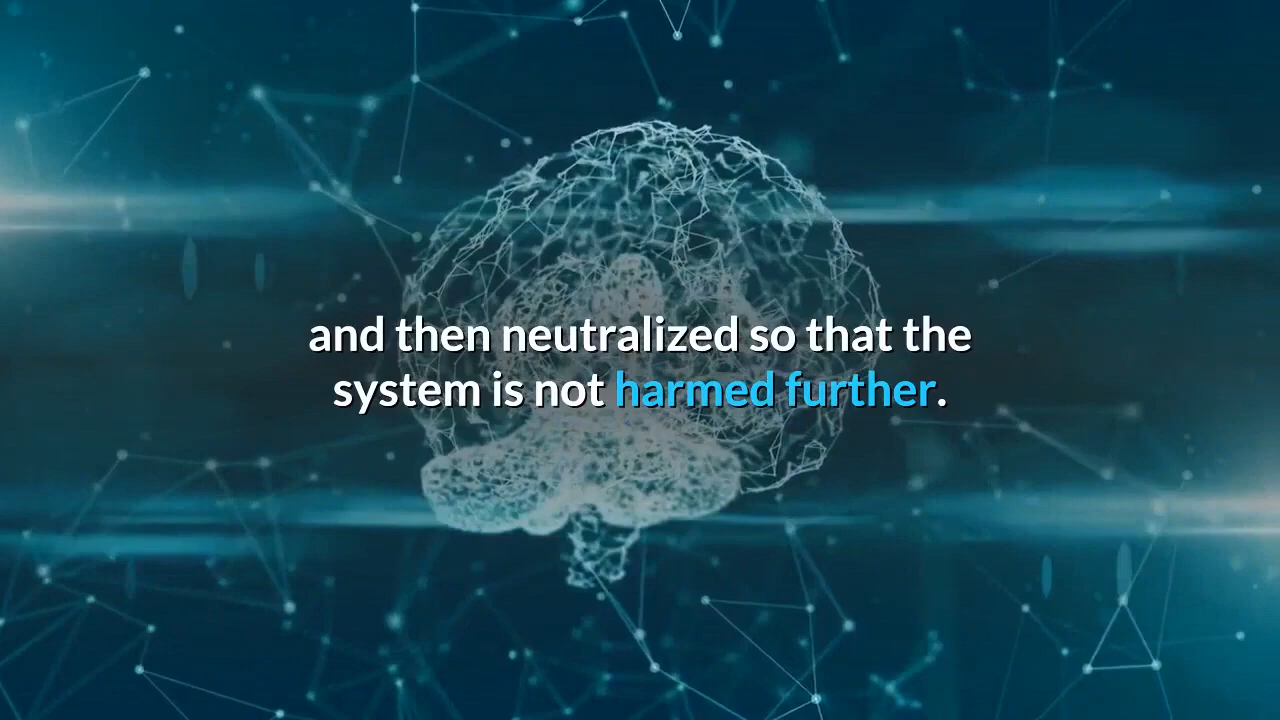 and then neutralized so that the
system is not harmed further.